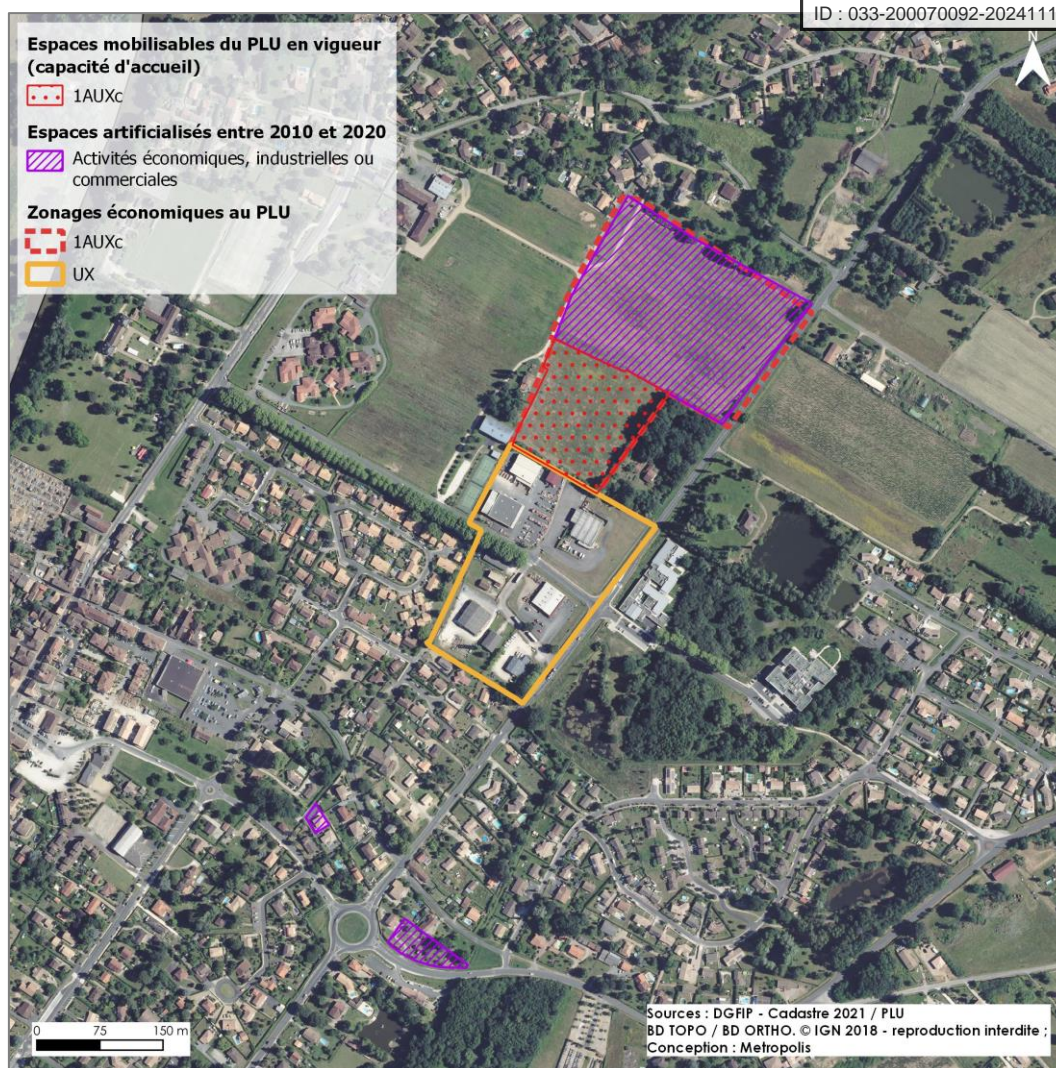 ID : 033-200070092-2024111
N
Espaces mobilisables du PLU en vigueur
(capacité d'accueil)
1AUXc
Espaces artificialisés entre 2010 et 2020
Activités économiques, industrielles ou
commerciales
Zonages économiques au PLU
1AUXc
UX
0 75 150 m
Sources : DGFIP - Cadastre 2021 / PLU
BD TOPO / BD ORTHO. © IGN 2018 - reproduction interdite ;
Conception : Metropolis